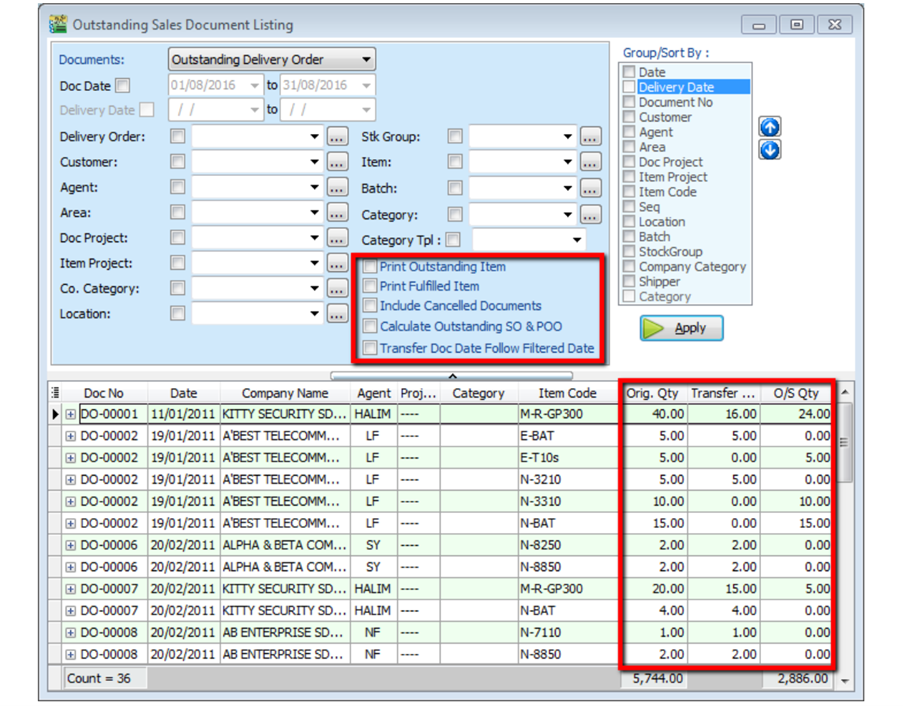 Outstanding Sales Document Listing
Documents: Outstanding Delivery Order
Doc Date 01/08/2016 to 31/08/2016
Delivery Date / / to / /
Delivery Order: ...
Customer: ...
Agent: ...
Area: ...
Doc Project: ...
Item Project: ...
Co. Category: ...
Location: ...
Stk Group: ...
Item: ...
Batch: ...
Category: ...
Category Tpl :
Print Outstanding Item
Print Fulfilled Item
Include Cancelled Documents
Calculate Outstanding SO & POO
Transfer Doc Date Follow Filtered Date
Group/Sort By :
Date
Delivery Date
Document No
Customer
Agent
Area
Doc Project
Item Project
Item Code
Seq
Location
Batch
StockGroup
Company Category
Shipper
Category
Apply
Doc No Date Company Name Agent Proj... Category Item Code Orig. Qty Transfer ... O/S Qty
DO-00001 11/01/2011 KITTY SECURITY SD... HALIM ---- M-R-GP300 40.00 16.00 24.00
DO-00002 19/01/2011 A'BEST TELECOMM... LF ---- E-BAT 5.00 5.00 0.00
DO-00002 19/01/2011 A'BEST TELECOMM... LF ---- E-T10s 5.00 0.00 5.00
DO-00002 19/01/2011 A'BEST TELECOMM... LF ---- N-3210 5.00 5.00 0.00
DO-00002 19/01/2011 A'BEST TELECOMM... LF ---- N-3310 10.00 0.00 10.00
DO-00002 19/01/2011 A'BEST TELECOMM... LF ---- N-BAT 15.00 0.00 15.00
DO-00006 20/02/2011 ALPHA & BETA COM... SY ---- N-8250 2.00 2.00 0.00
DO-00006 20/02/2011 ALPHA & BETA COM... SY ---- N-8850 2.00 2.00 0.00
DO-00007 20/02/2011 KITTY SECURITY SD... HALIM ---- M-R-GP300 20.00 15.00 5.00
DO-00007 20/02/2011 KITTY SECURITY SD... HALIM ---- N-BAT 4.00 4.00 0.00
DO-00008 20/02/2011 AB ENTERPRISE SD... NF ---- N-7110 1.00 1.00 0.00
DO-00008 20/02/2011 AB ENTERPRISE SD... NF ---- N-8850 2.00 2.00 0.00
Count = 36 5,744.00 2,886.00